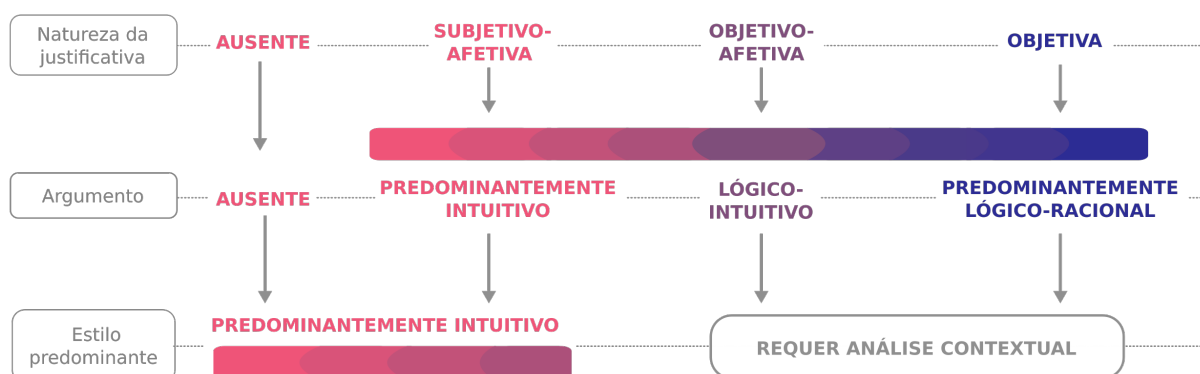 Natureza da
justificativa
AUSENTE
SUBJETIVO-
AFETIVA
OBJETIVO-
AFETIVA
OBJETIVA
Argumento
AUSENTE
PREDOMINANTEMENTE
INTUITIVO
LÓGICO-
INTUITIVO
PREDOMINANTEMENTE
LÓGICO-RACIONAL
Estilo
predominante
PREDOMINANTEMENTE INTUITIVO
REQUER ANÁLISE CONTEXTUAL